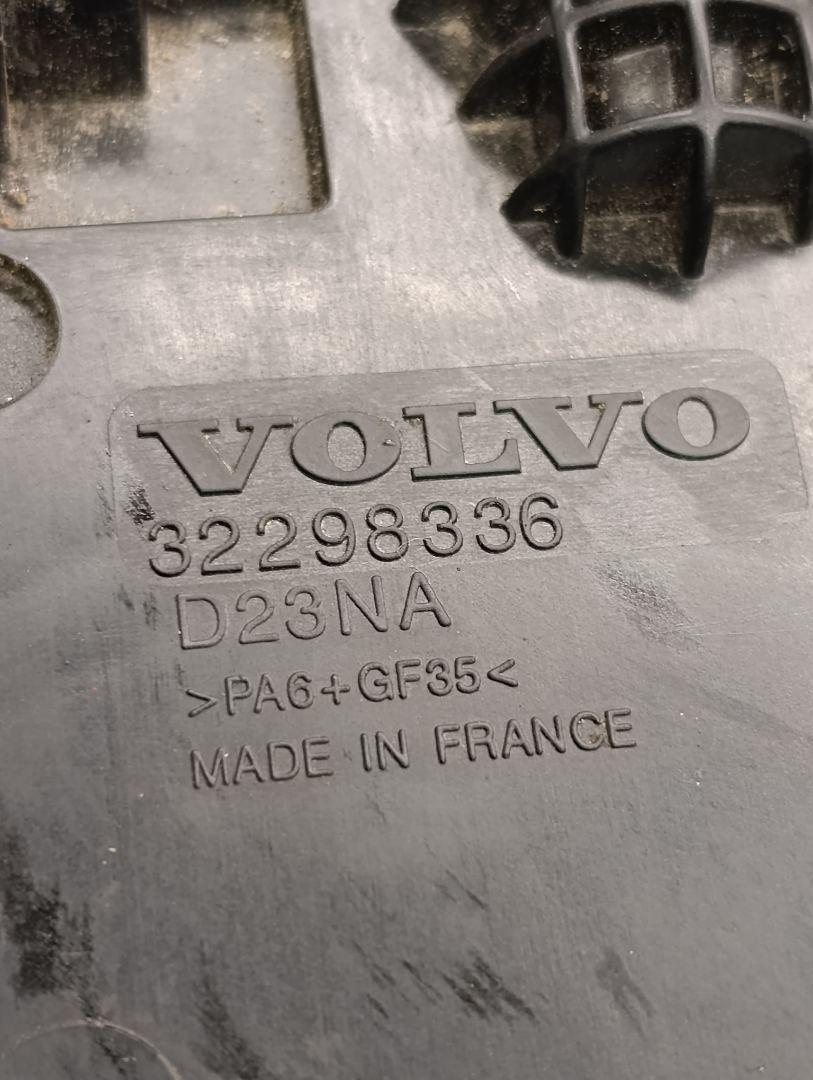 VOLVO
32298336
D23NA
>PA6+GF35<
MADE IN FRANCE